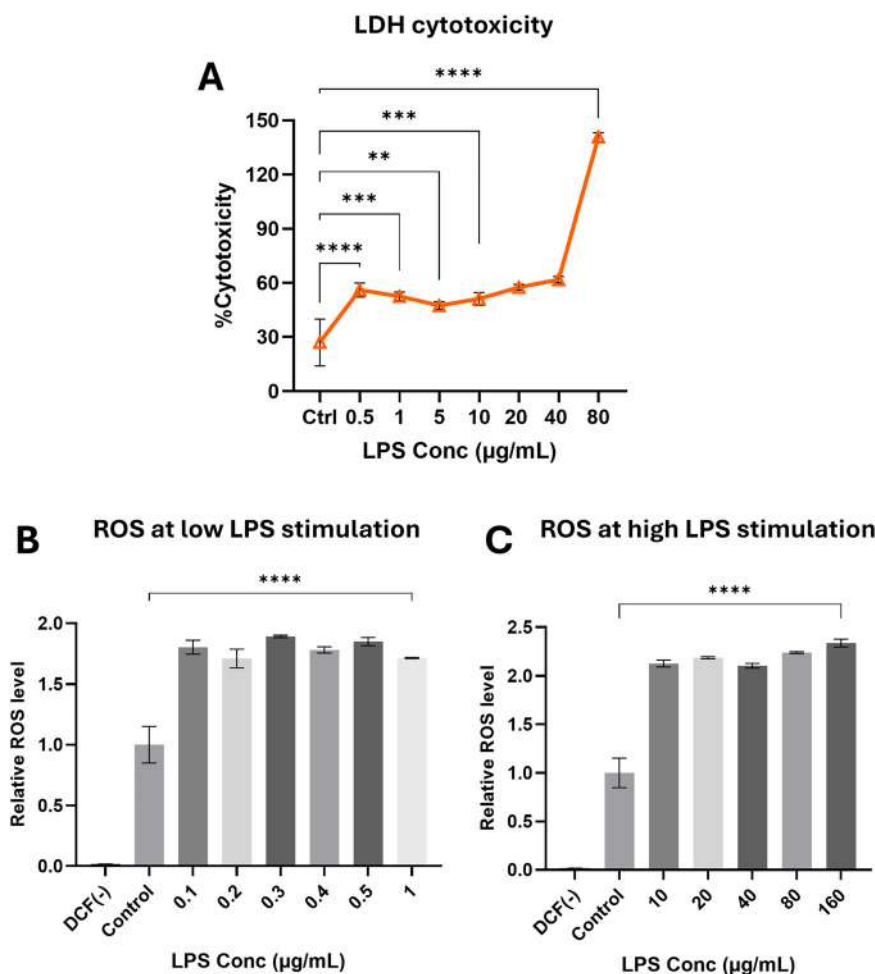 LDH cytotoxicity
A
****
***
**
***
****
150
120
90
60
30
0
%Cytotoxicity
Ctrl 0.5 1 5 10 20 40 80
LPS Conc (µg/mL)
B ROS at low LPS stimulation
****
2.0
1.5
1.0
0.5
0.0
Relative ROS level
DCF(-) Control 0.1 0.2 0.3 0.4 0.5 1
LPS Conc (µg/mL)
C ROS at high LPS stimulation
****
2.5
2.0
1.5
1.0
0.5
0.0
Relative ROS level
DCF(-) Control 10 20 40 80 160
LPS Conc (µg/mL)